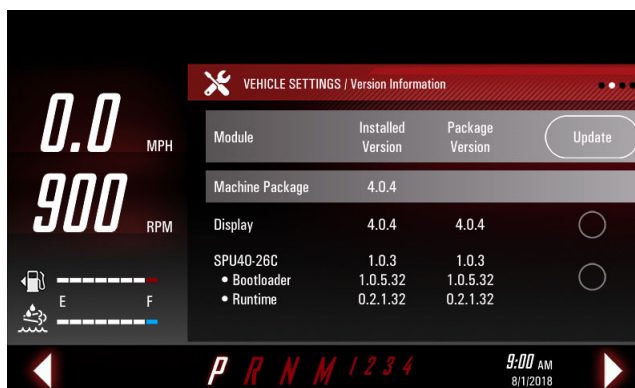 VEHICLE SETTINGS / Version Information
0.0 MPH
900 RPM
E F
Module Installed Version Package Version Update
Machine Package 4.0.4
Display 4.0.4 4.0.4
SPU40-26C 1.0.3 1.0.3
• Bootloader 1.0.5.32 1.0.5.32
• Runtime 0.2.1.32 0.2.1.32
P R N M 1 2 3 4
9:00 AM
8/1/2018